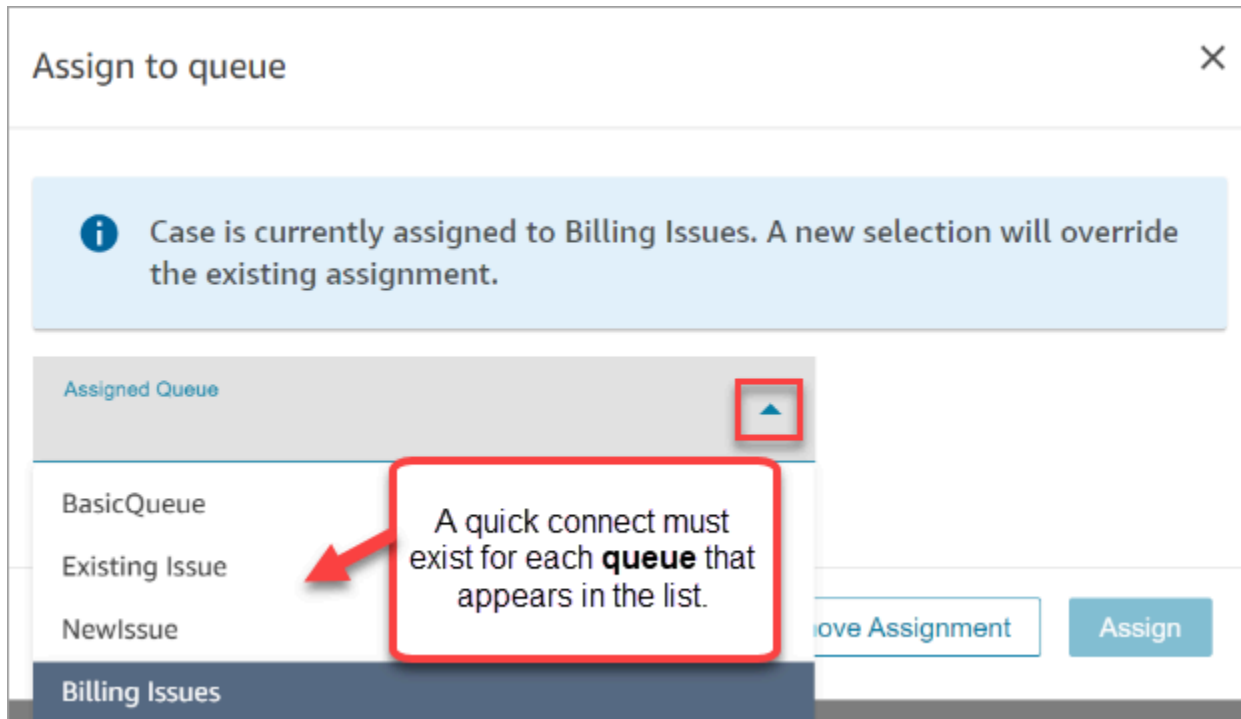 Assign to queue
Case is currently assigned to Billing Issues. A new selection will override
the existing assignment.
Assigned Queue
BasicQueue
Existing Issue
NewIssue
Billing Issues
A quick connect must
exist for each queue that
appears in the list.
ove Assignment
Assign